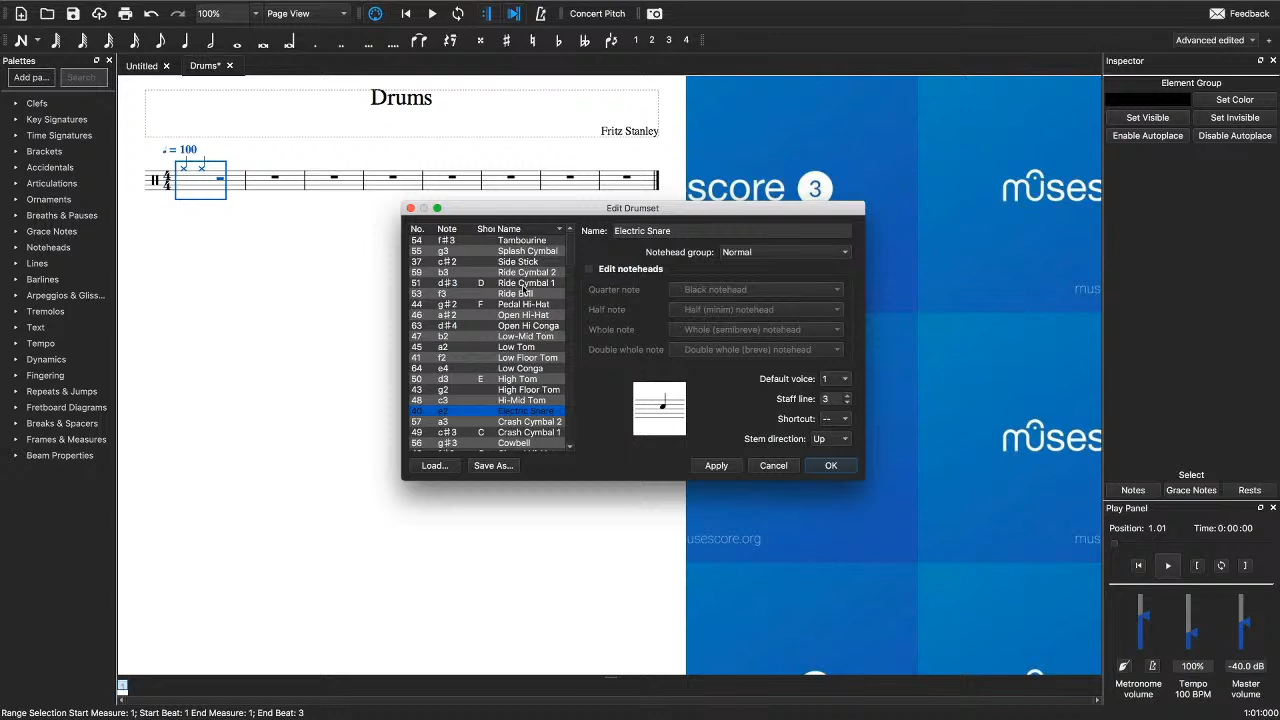 100%
Page View
Concert Pitch
Feedback
1 2 3 4
Advanced edited
Palettes
Untitled
Drums*
Inspector
Add pa...
Search
Element Group
Set Color
Set Visible
Set Invisible
Enable Autoplace
Disable Autoplace
Clefs
Key Signatures
Time Signatures
Brackets
Accidentals
Articulations
Ornaments
Breaths & Pauses
Grace Notes
Noteheads
Lines
Barlines
Arpeggios & Gliss...
Tremolos
Text
Tempo
Dynamics
Fingering
Repeats & Jumps
Fretboard Diagrams
Breaks & Spacers
Frames & Measures
Beam Properties
Drums
Fritz Stanley
= 100
score 3
musescore
Edit Drumset
No. Note Shor Name
54 f♯3 Tambourine
55 g3 Splash Cymbal
37 c♯2 Side Stick
59 b3 Ride Cymbal 2
51 d♯3 D Ride Cymbal 1
53 f3 Ride Bell
44 g♯2 F Pedal Hi-Hat
46 a♯2 Open Hi-Hat
63 d♯4 Open Hi Conga
47 b2 Low-Mid Tom
45 a2 Low Tom
41 f2 Low Floor Tom
64 e4 Low Conga
50 d3 E High Tom
43 g2 High Floor Tom
48 c3 Hi-Mid Tom
40 e2 Electric Snare
57 a3 Crash Cymbal 2
49 c♯3 C Crash Cymbal 1
56 g♯3 Cowbell
Name: Electric Snare
Notehead group: Normal
Edit noteheads
Quarter note Black notehead
Half note Half (minim) notehead
Whole note Whole (semibreve) notehead
Double whole note Double whole (breve) notehead
Default voice: 1
Staff line: 3
Shortcut: --
Stem direction: Up
Load...
Save As...
Apply
Cancel
OK
mus
muses
usescore.org
mus
Select
Notes
Grace Notes
Rests
Play Panel
Position: 1.01
Time:0:00:00
100%
-40.0 dB
Metronome volume
Tempo 100 BPM
Master volume
1
Range Selection Start Measure: 1; Start Beat: 1 End Measure: 1; End Beat: 3
1:01:000